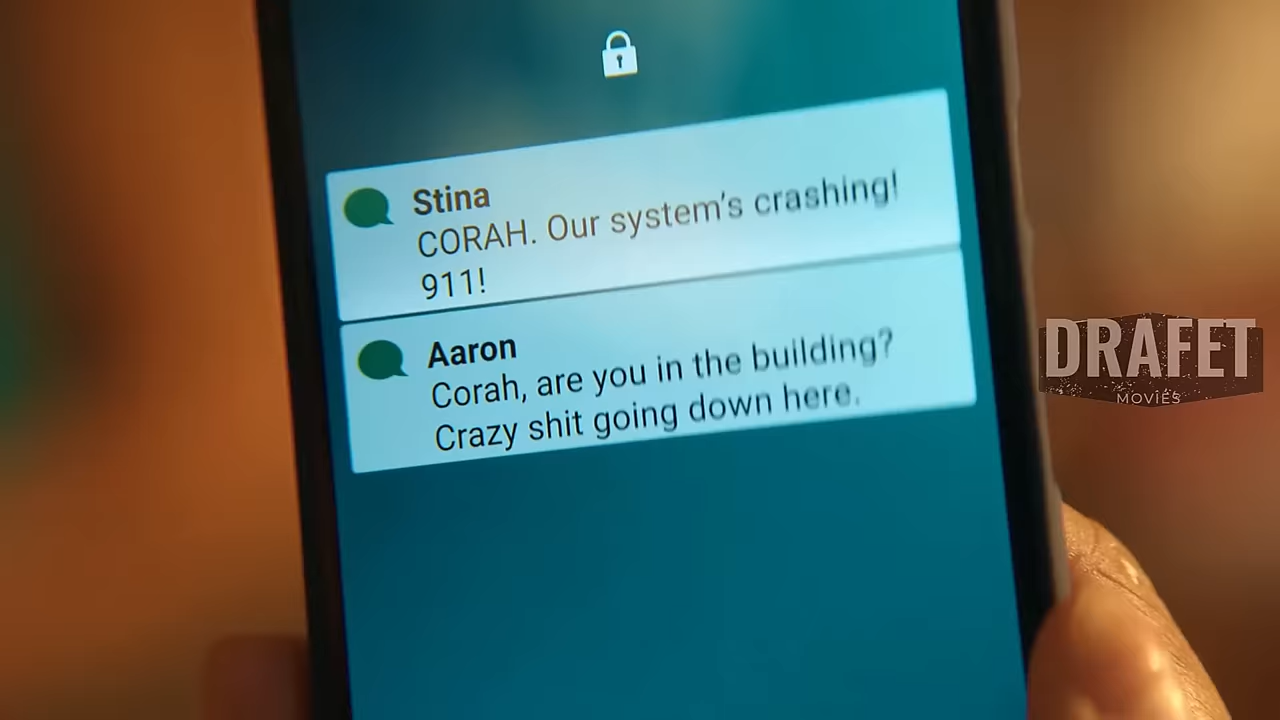 Stina
CORAH. Our system's crashing!
911!
Aaron
Corah, are you in the building?
Crazy shit going down here.
DRAFET
MOVIES